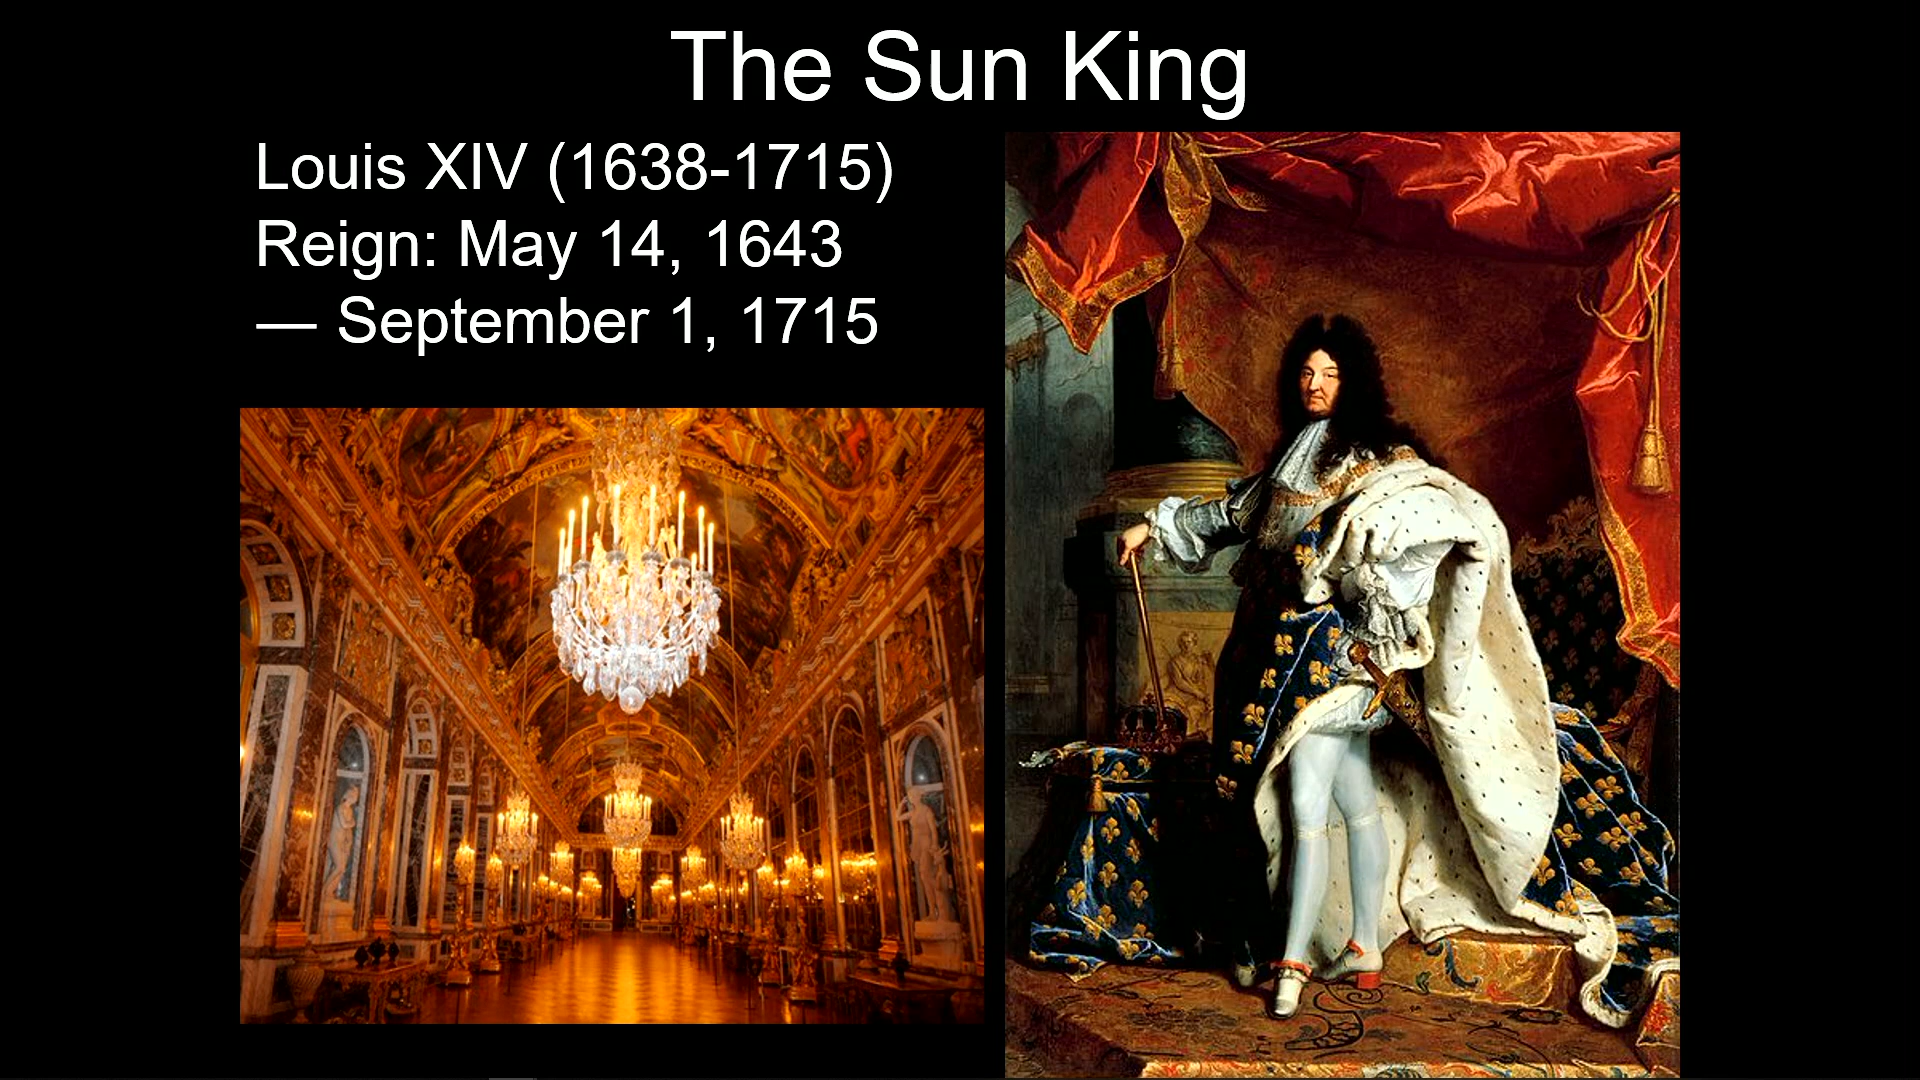 The Sun King
Louis XIV (1638-1715)
Reign: May 14, 1643
— September 1, 1715